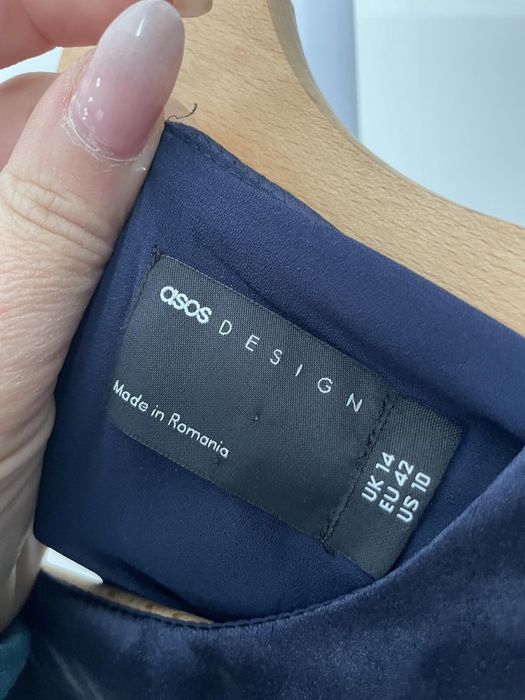 asos DESIGN
Made in Romania
UK 14
EU 42
US 10